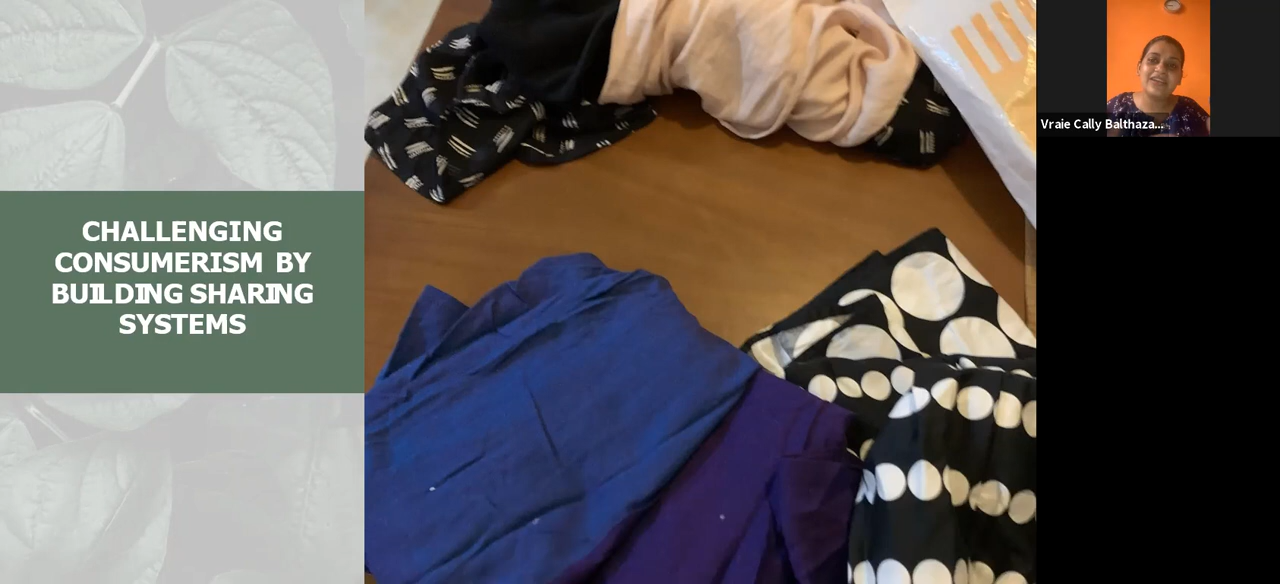 CHALLENGING
CONSUMERISM BY
BUILDING SHARING
SYSTEMS
Vraie Cally Balthaza...